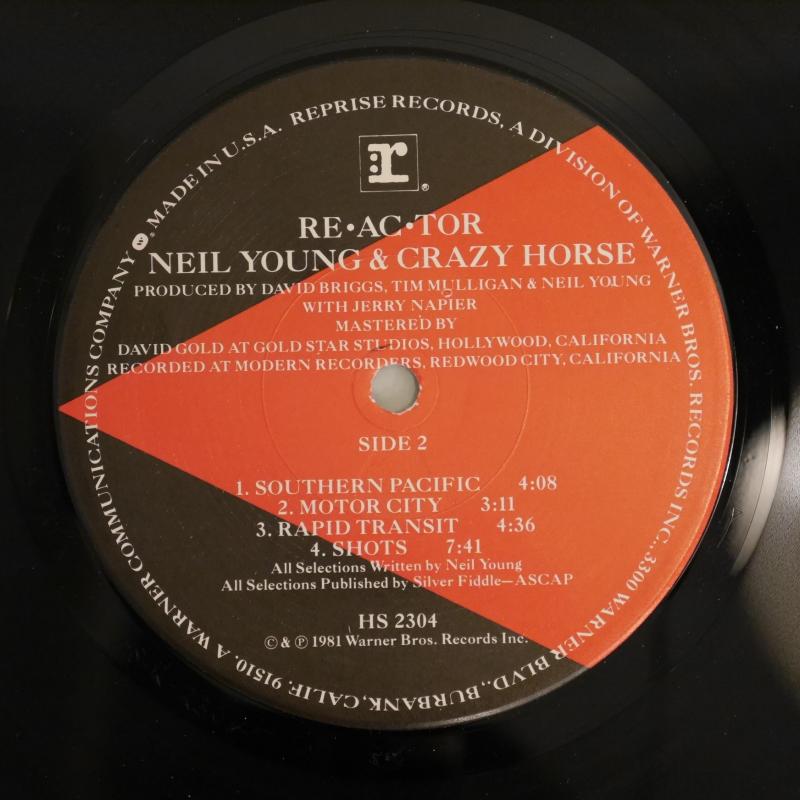 MADE IN U.S.A. REPRISE RECORDS, A DIVISION OF WARNER BROS. RECORDS INC., 3300 WARNER BLVD., BURBANK, CALIF. 91510. A WARNER COMMUNICATIONS COMPANY
r
®
RE•AC•TOR
NEIL YOUNG & CRAZY HORSE
PRODUCED BY DAVID BRIGGS, TIM MULLIGAN & NEIL YOUNG
WITH JERRY NAPIER
MASTERED BY
DAVID GOLD AT GOLD STAR STUDIOS, HOLLYWOOD, CALIFORNIA
RECORDED AT MODERN RECORDERS, REDWOOD CITY, CALIFORNIA
SIDE 2
1. SOUTHERN PACIFIC 4:08
2. MOTOR CITY 3:11
3. RAPID TRANSIT 4:36
4. SHOTS 7:41
All Selections Written by Neil Young
All Selections Published by Silver Fiddle—ASCAP
HS 2304
© & ℗ 1981 Warner Bros. Records Inc.